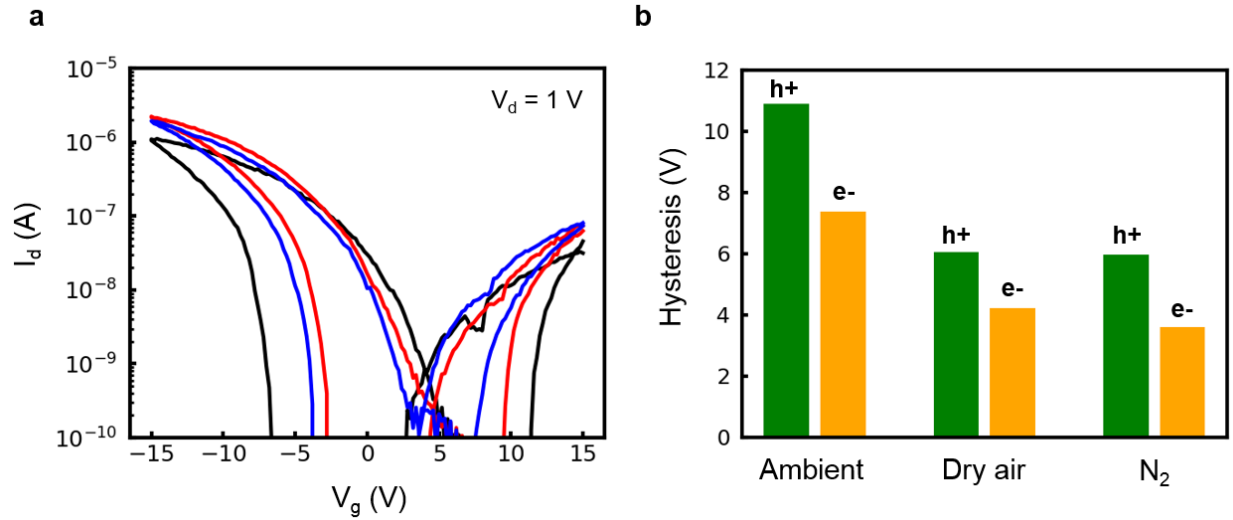 a
10⁻⁵
10⁻⁶
10⁻⁷
10⁻⁸
10⁻⁹
10⁻¹⁰
I_d (A)
V_d = 1 V
−15 −10 −5 0 5 10 15
V_g (V)
b
12
10
8
6
4
2
0
Hysteresis (V)
h+ e- h+ e- h+ e-
Ambient Dry air N₂